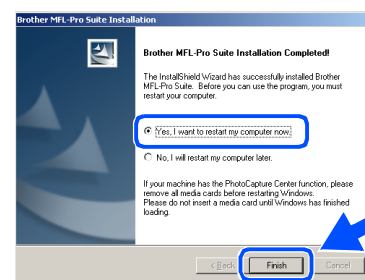 Brother MFL-Pro Suite Installation
Brother MFL-Pro Suite Installation Completed!
The InstallShield Wizard has successfully installed Brother
MFL-Pro Suite. Before you can use the program, you must
restart your computer.
Yes, I want to restart my computer now.
No, I will restart my computer later.
If your machine has the PhotoCapture Center function, please
remove all media cards before restarting Windows.
Please do not insert a media card until Windows has finished
loading.
< Back
Finish
Cancel